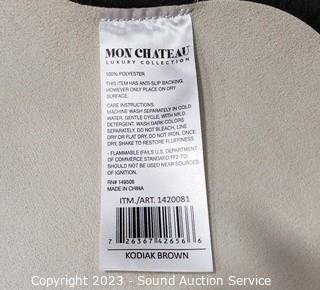 MON CHATEAU
LUXURY COLLECTION
100% POLYESTER
THIS ITEM HAS ANTI-SLIP BACKING.
HOWEVER ONLY PLACE ON DRY
SURFACE.
CARE INSTRUCTIONS:
MACHINE WASH SEPARATELY IN COLD
WATER, GENTLE CYCLE, WITH MILD
DETERGENT. WASH DARK COLORS
SEPARATELY. DO NOT BLEACH, LINE
DRY OR FLAT DRY. DO NOT IRON. ONCE
DRY, SHAKE TO RESTORE FLUFFINESS.
- FLAMMABLE (FAILS U.S. DEPARTMENT
OF COMMERCE STANDARD FF2-70):
SHOULD NOT BE USED NEAR SOURCES
OF IGNITION.
RN# 149506
MADE IN CHINA
ITM./ART. 1420081
7 26367 42656 6
KODIAK BROWN
Copyright 2023 - Sound Auction Service